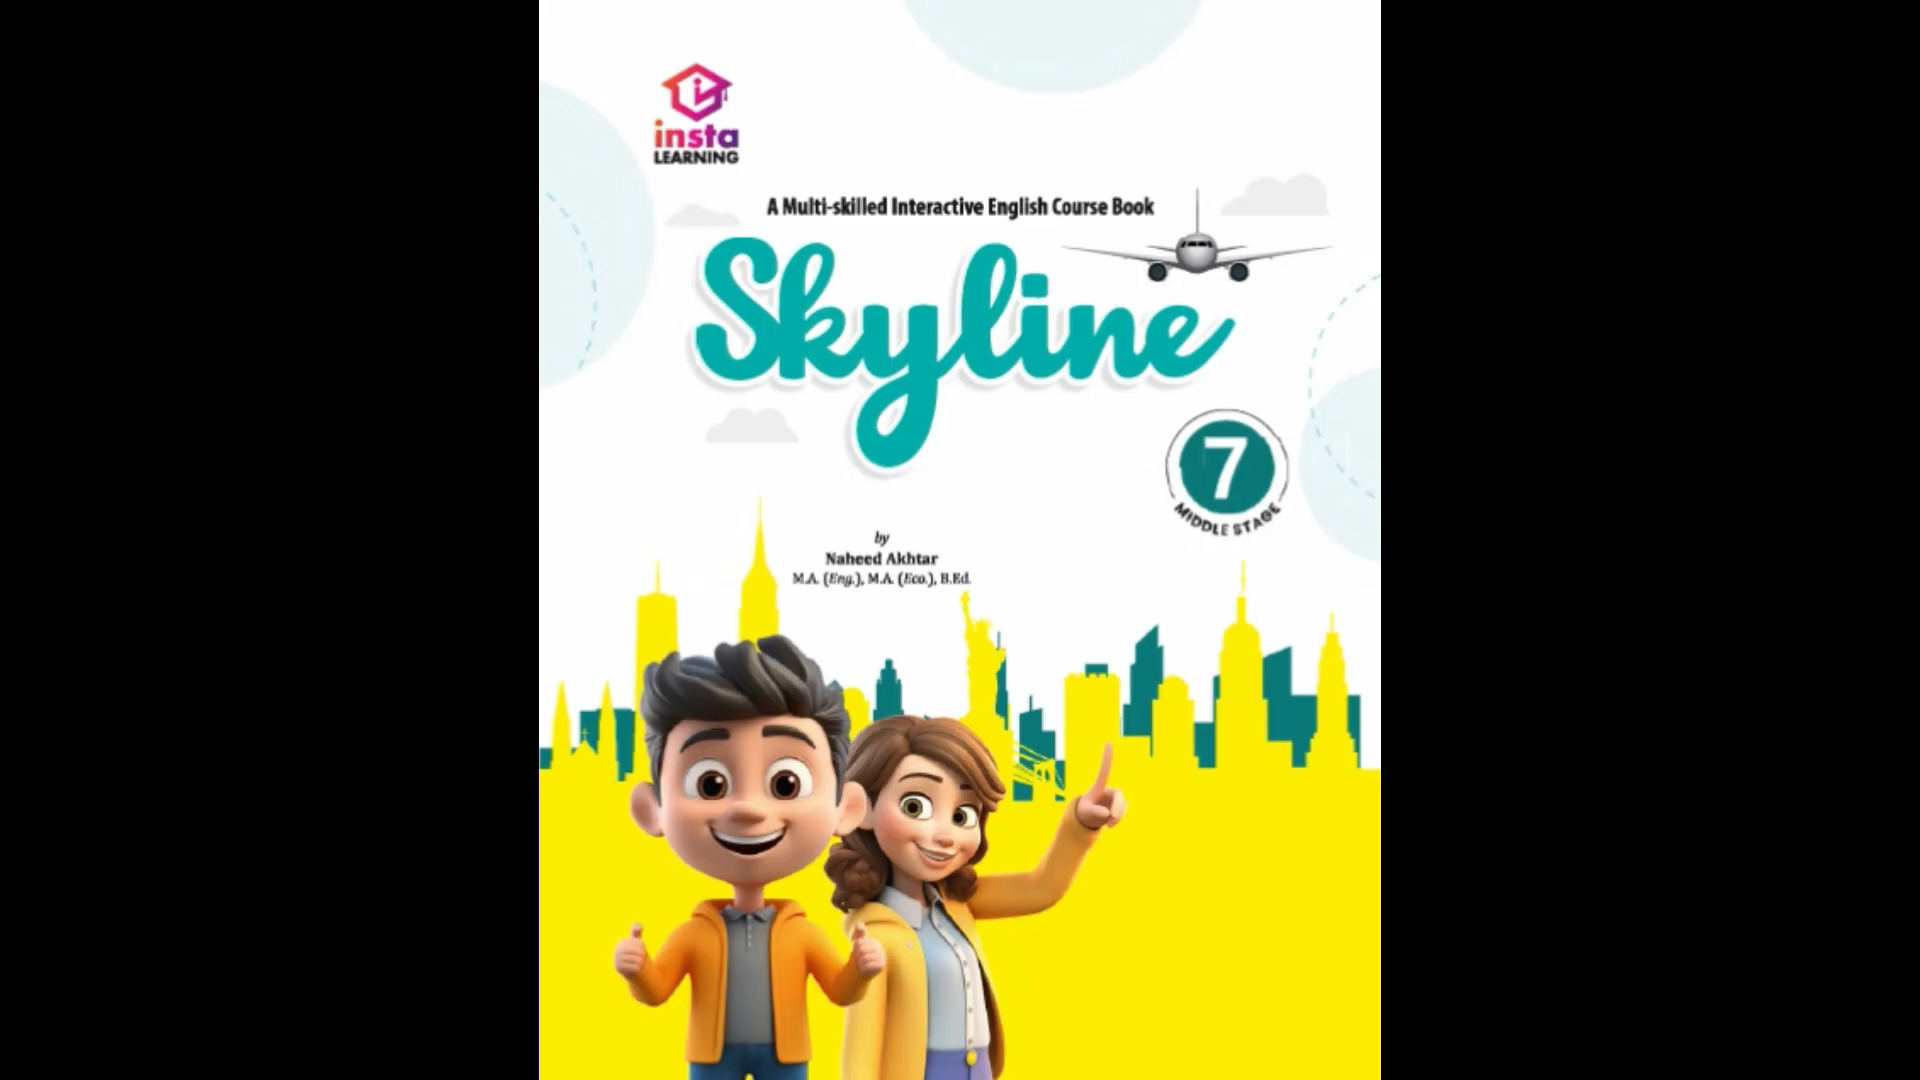 insta
LEARNING
A Multi-skilled Interactive English Course Book
Skyline
7
MIDDLE STAGE
by
Naheed Akhtar
M.A. (Eng.), M.A. (Eco.), B.Ed.